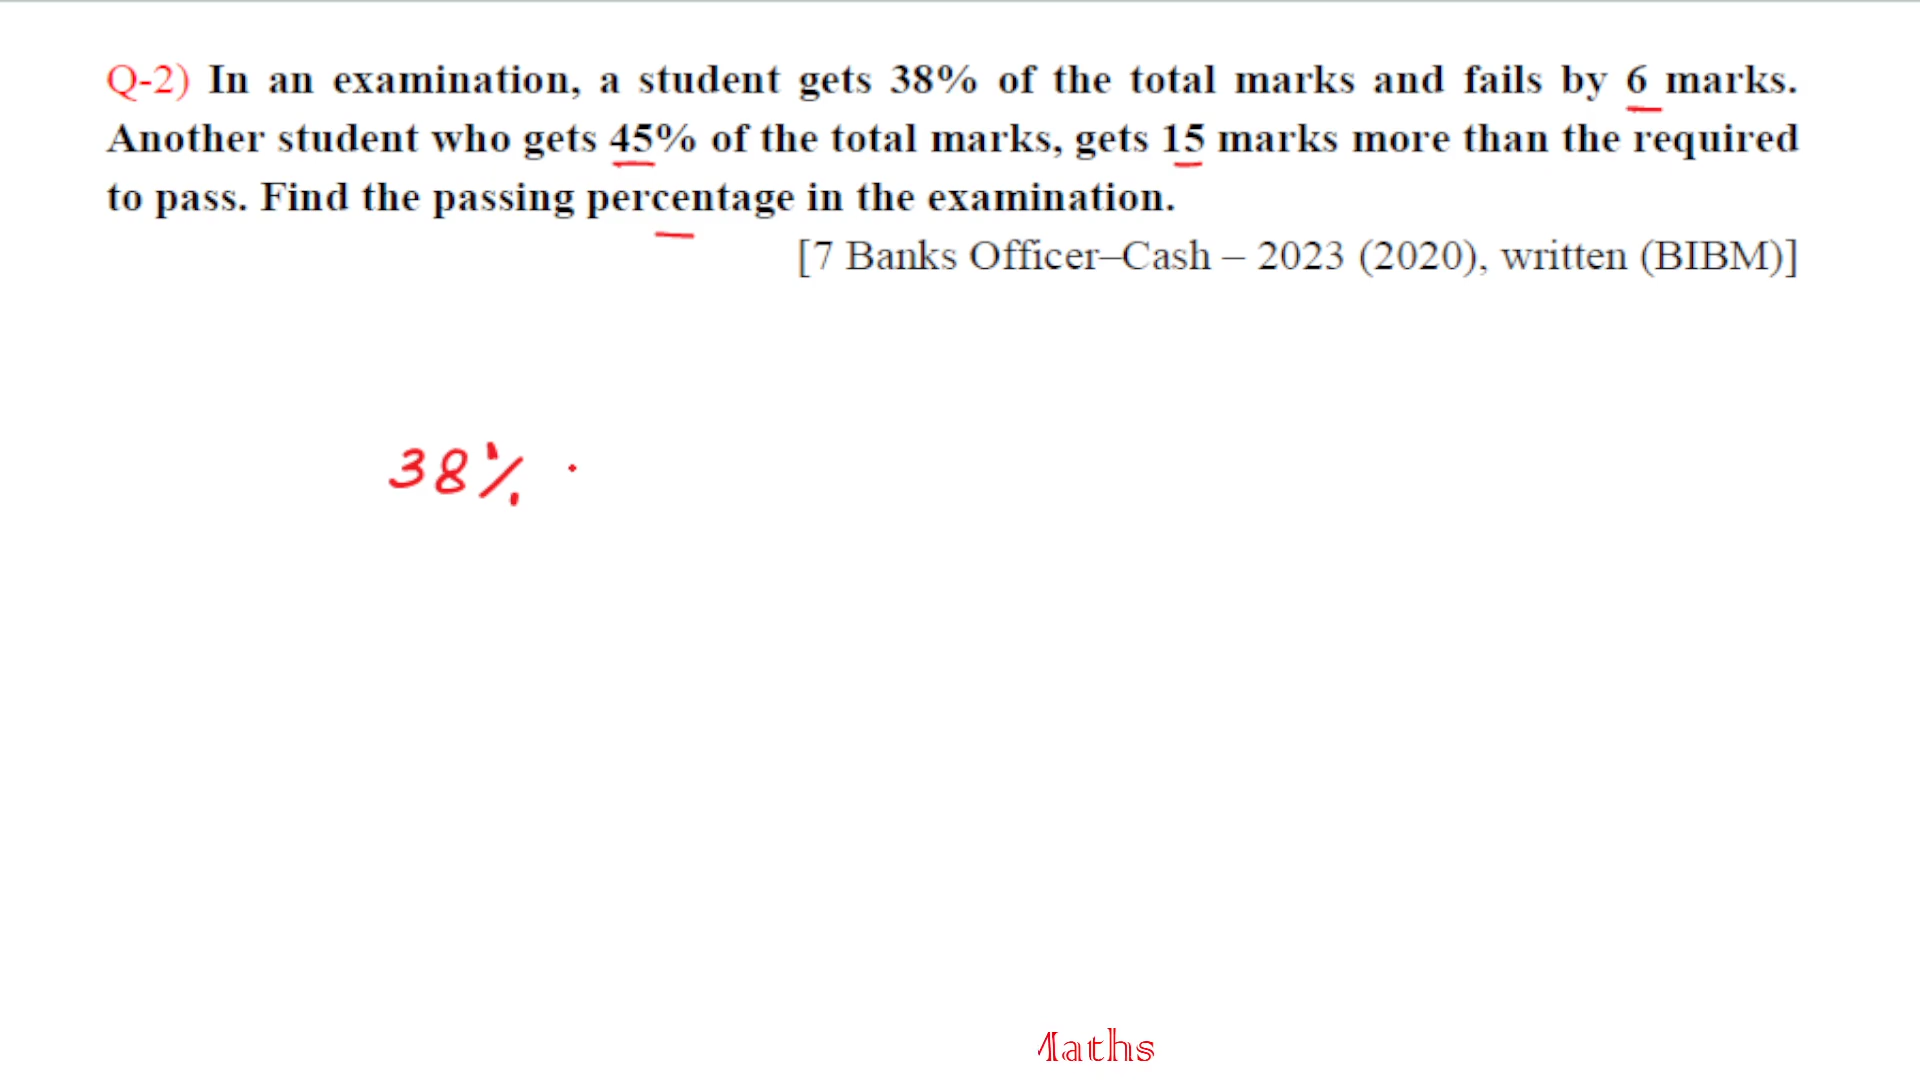 Q-2) In an examination, a student gets 38% of the total marks and fails by 6 marks.
Another student who gets 45% of the total marks, gets 15 marks more than the required
to pass. Find the passing percentage in the examination.
[7 Banks Officer–Cash – 2023 (2020), written (BIBM)]
38%
Maths